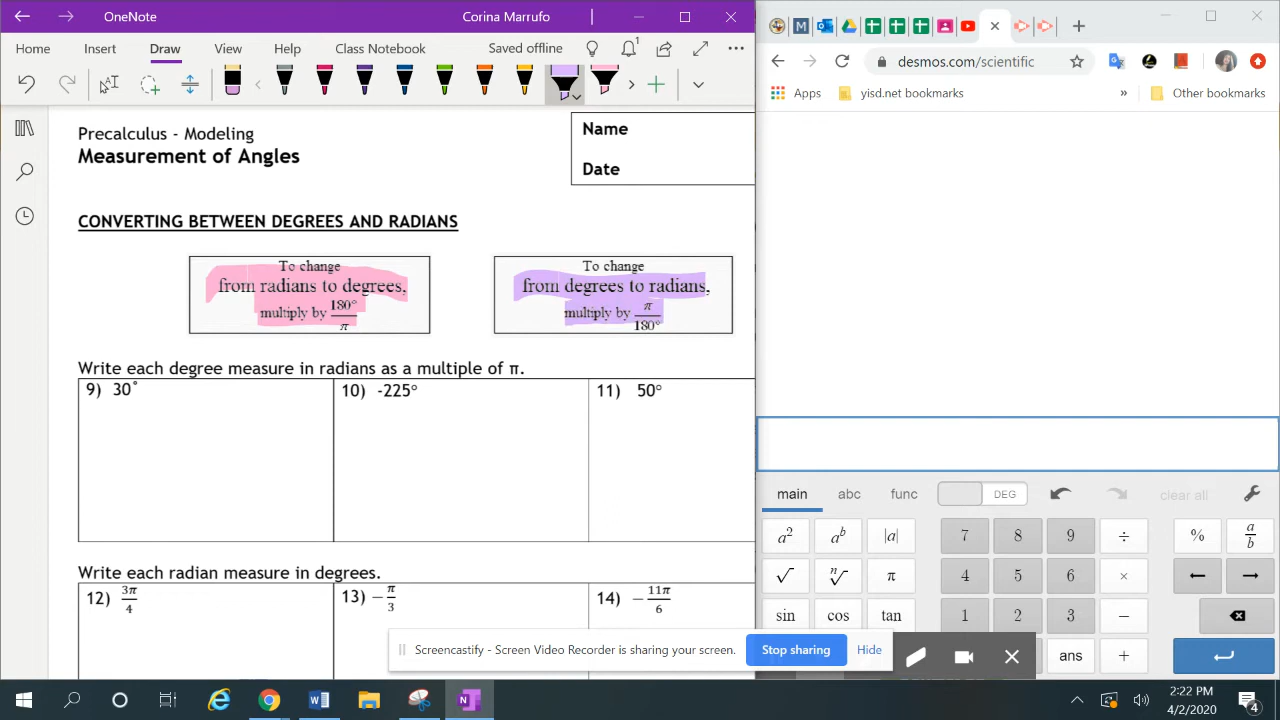 OneNote
Corina Marrufo
Home Insert Draw View Help Class Notebook Saved offline
1
desmos.com/scientific
Apps yisd.net bookmarks » Other bookmarks
Precalculus - Modeling
Measurement of Angles
Name
Date
CONVERTING BETWEEN DEGREES AND RADIANS
To change
from radians to degrees,
multiply by 180°/π
To change
from degrees to radians,
multiply by π/180°
Write each degree measure in radians as a multiple of π.
9) 30° 10) -225° 11) 50°
Write each radian measure in degrees.
12) 3π/4 13) −π/3 14) −11π/6
main abc func DEG clear all
a² aᵇ |a| 7 8 9 ÷ % a/b
√ ⁿ√ π 4 5 6 × ← →
sin cos tan 1 2 3 −
ans +
Screencastify - Screen Video Recorder is sharing your screen. Stop sharing Hide
2:22 PM
4/2/2020
4